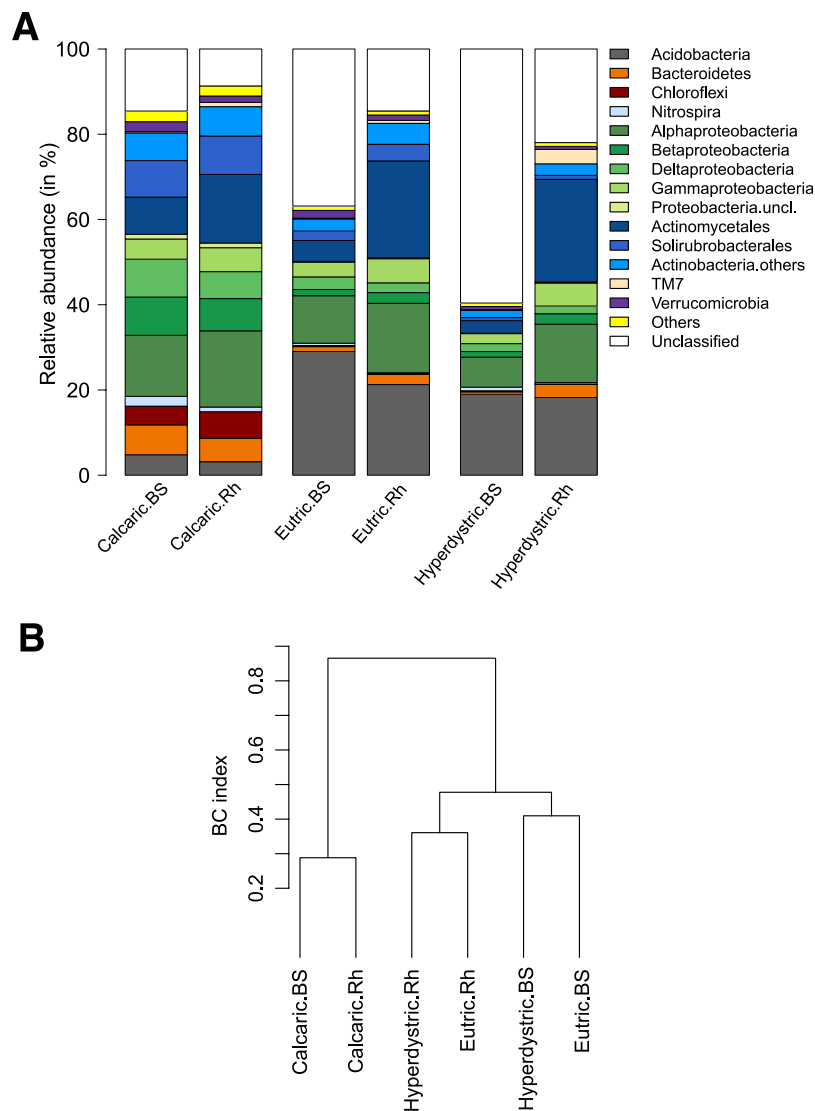 A
Relative abundance (in %)
100
80
60
40
20
0
Calcaric.BS
Calcaric.Rh
Eutric.BS
Eutric.Rh
Hyperdystric.BS
Hyperdystric.Rh
Acidobacteria
Bacteroidetes
Chloroflexi
Nitrospira
Alphaproteobacteria
Betaproteobacteria
Deltaproteobacteria
Gammaproteobacteria
Proteobacteria.uncl.
Actinomycetales
Solirubrobacterales
Actinobacteria.others
TM7
Verrucomicrobia
Others
Unclassified
B
BC index
0.8
0.6
0.4
0.2
Calcaric.BS
Calcaric.Rh
Hyperdystric.Rh
Eutric.Rh
Hyperdystric.BS
Eutric.BS